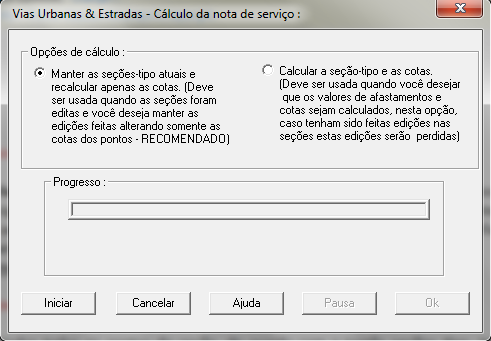 Vias Urbanas & Estradas - Cálculo da nota de serviço :
Opções de cálculo :
Manter as seções-tipo atuais e
recalcular apenas as cotas. (Deve
ser usada quando as seções foram
editas e você deseja manter as
edições feitas alterando somente as
cotas dos pontos - RECOMENDADO)
Calcular a seção-tipo e as cotas.
(Deve ser usada quando você desejar
que os valores de afastamentos e
cotas sejam calculados, nesta opção,
caso tenham sido feitas edições nas
seções estas edições serão perdidas)
Progresso :
Iniciar
Cancelar
Ajuda
Pausa
Ok